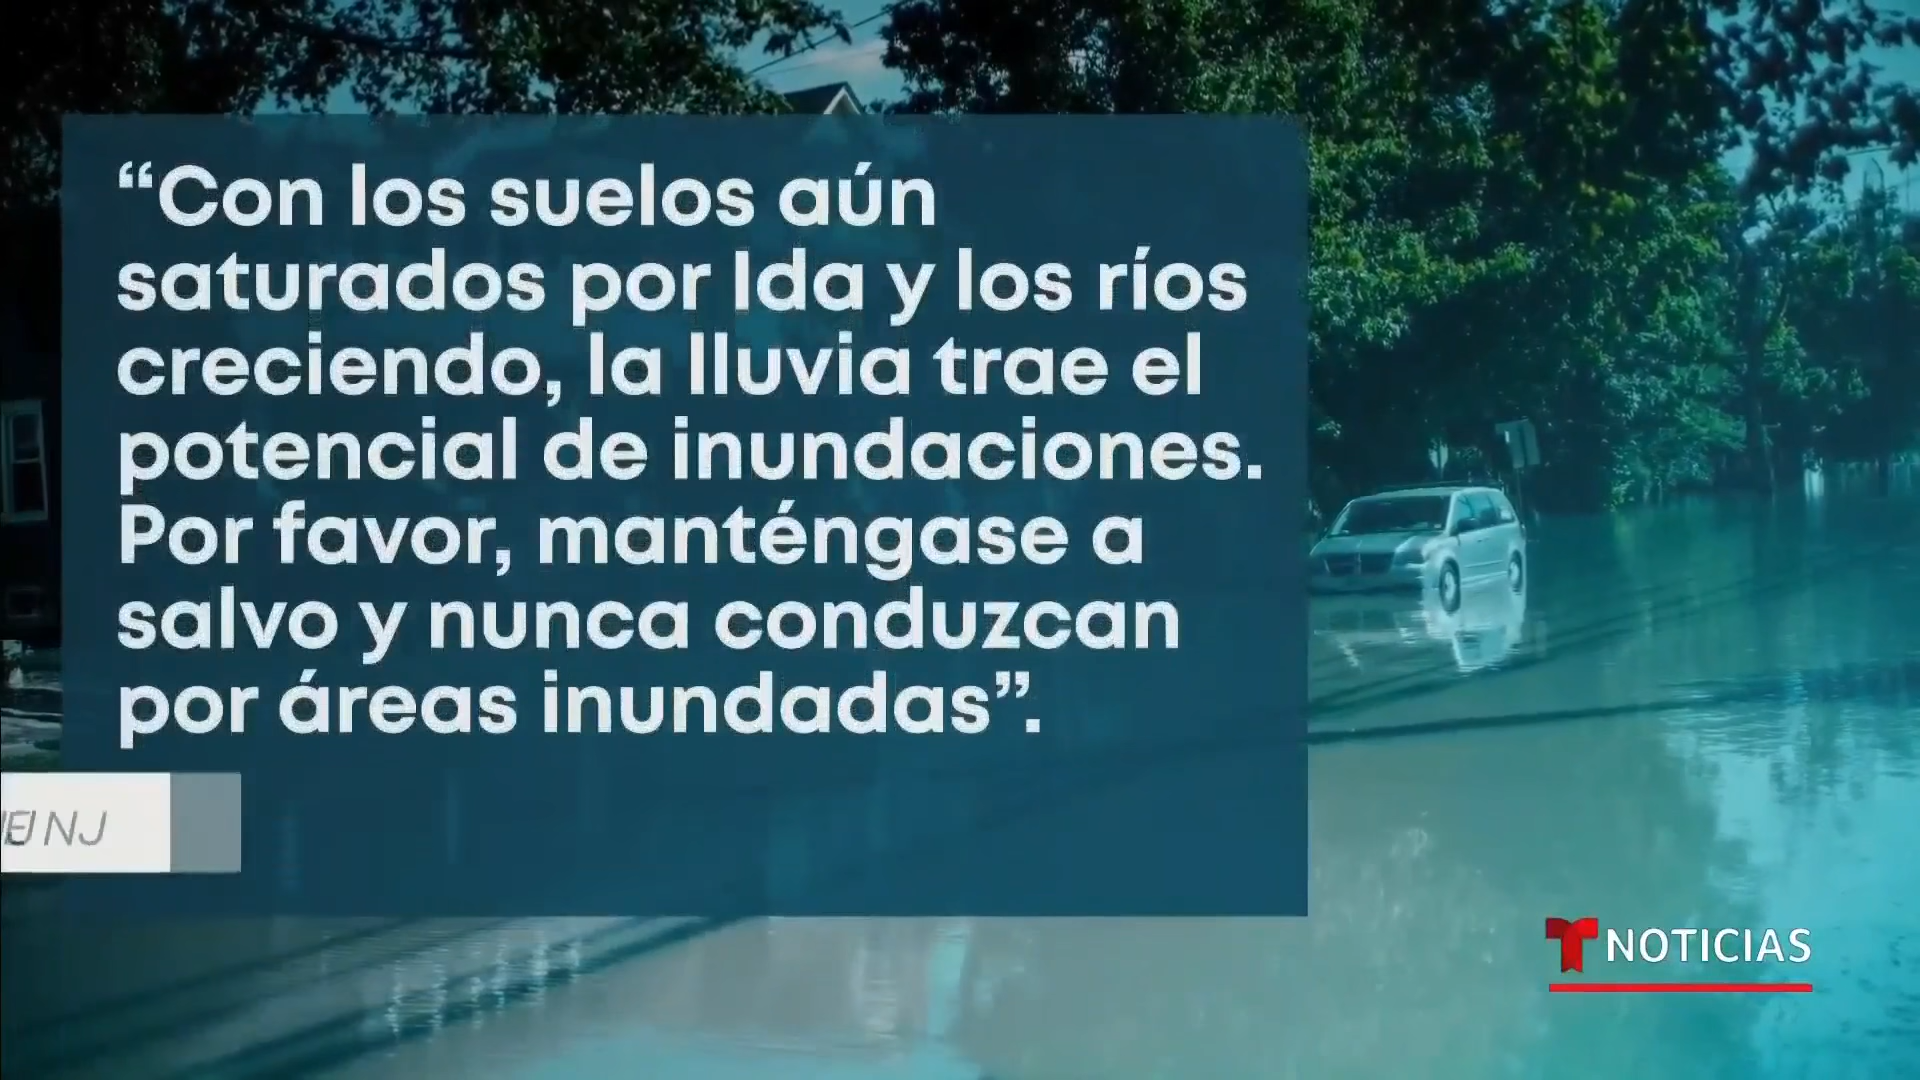 “Con los suelos aún
saturados por Ida y los ríos
creciendo, la lluvia trae el
potencial de inundaciones.
Por favor, manténgase a
salvo y nunca conduzcan
por áreas inundadas”.
NJ
NOTICIAS